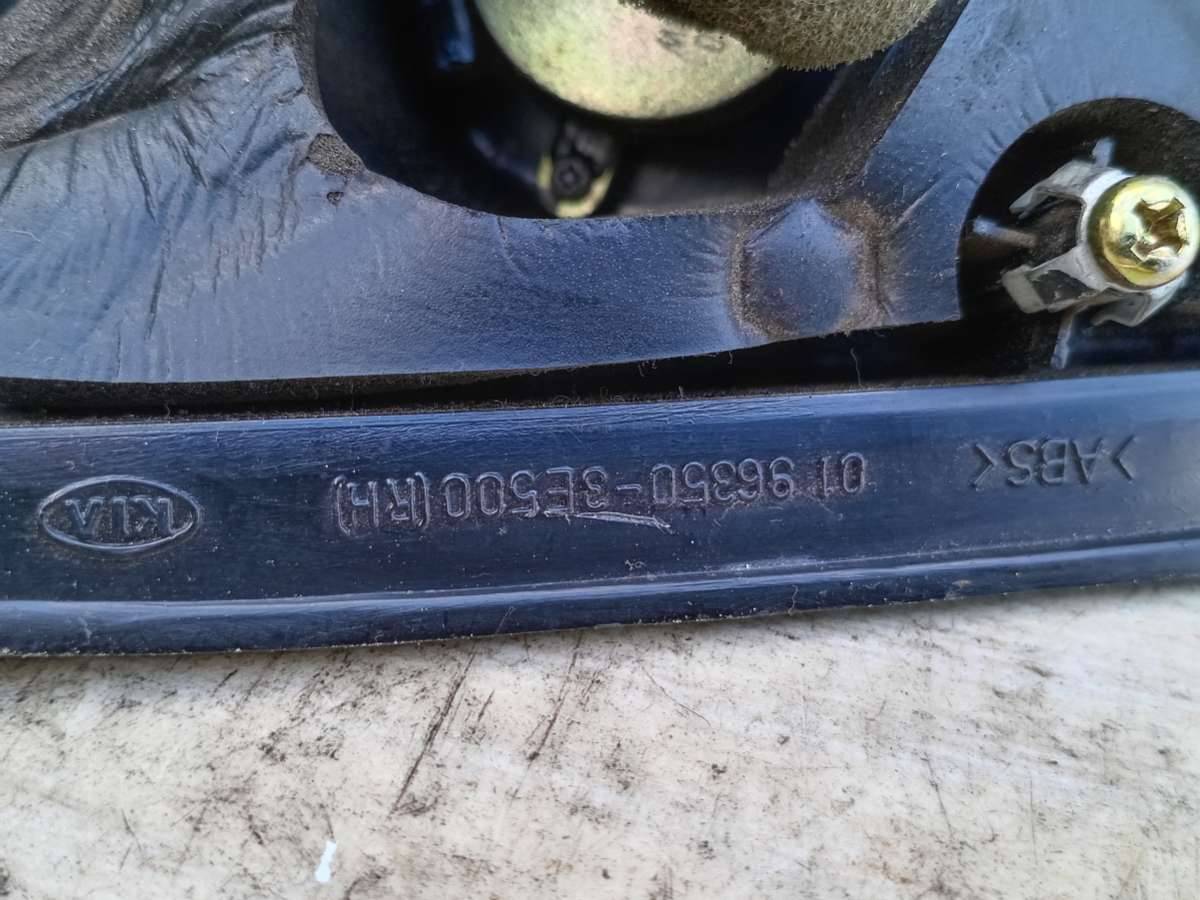 >ABS< 01 96350-3E500(RH) KIA